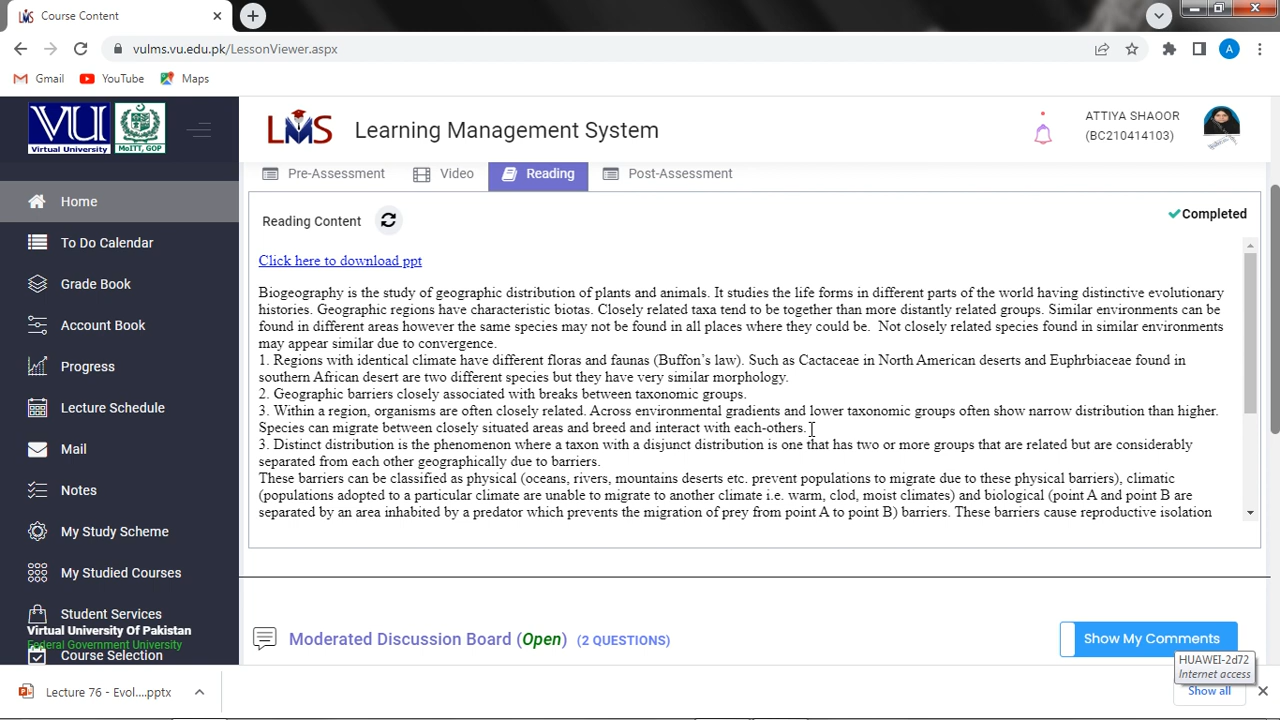 Course Content
vulms.vu.edu.pk/LessonViewer.aspx
A
Gmail
YouTube
Maps
VU
Virtual University
MoITT, GOP
LMS
Learning Management System
ATTIYA SHAOOR
(BC210414103)
Home
To Do Calendar
Grade Book
Account Book
Progress
Lecture Schedule
Mail
Notes
My Study Scheme
My Studied Courses
Student Services
Virtual University Of Pakistan
Federal Government University
Course Selection
Pre-Assessment
Video
Reading
Post-Assessment
Reading Content
Completed
Click here to download ppt
Biogeography is the study of geographic distribution of plants and animals. It studies the life forms in different parts of the world having distinctive evolutionary
histories. Geographic regions have characteristic biotas. Closely related taxa tend to be together than more distantly related groups. Similar environments can be
found in different areas however the same species may not be found in all places where they could be. Not closely related species found in similar environments
may appear similar due to convergence.
1. Regions with identical climate have different floras and faunas (Buffon's law). Such as Cactaceae in North American deserts and Euphrbiaceae found in
southern African desert are two different species but they have very similar morphology.
2. Geographic barriers closely associated with breaks between taxonomic groups.
3. Within a region, organisms are often closely related. Across environmental gradients and lower taxonomic groups often show narrow distribution than higher.
Species can migrate between closely situated areas and breed and interact with each-others.
3. Distinct distribution is the phenomenon where a taxon with a disjunct distribution is one that has two or more groups that are related but are considerably
separated from each other geographically due to barriers.
These barriers can be classified as physical (oceans, rivers, mountains deserts etc. prevent populations to migrate due to these physical barriers), climatic
(populations adopted to a particular climate are unable to migrate to another climate i.e. warm, clod, moist climates) and biological (point A and point B are
separated by an area inhabited by a predator which prevents the migration of prey from point A to point B) barriers. These barriers cause reproductive isolation
Moderated Discussion Board (Open) (2 QUESTIONS)
Show My Comments
HUAWEI-2d72
Internet access
Lecture 76 - Evol....pptx
Show all